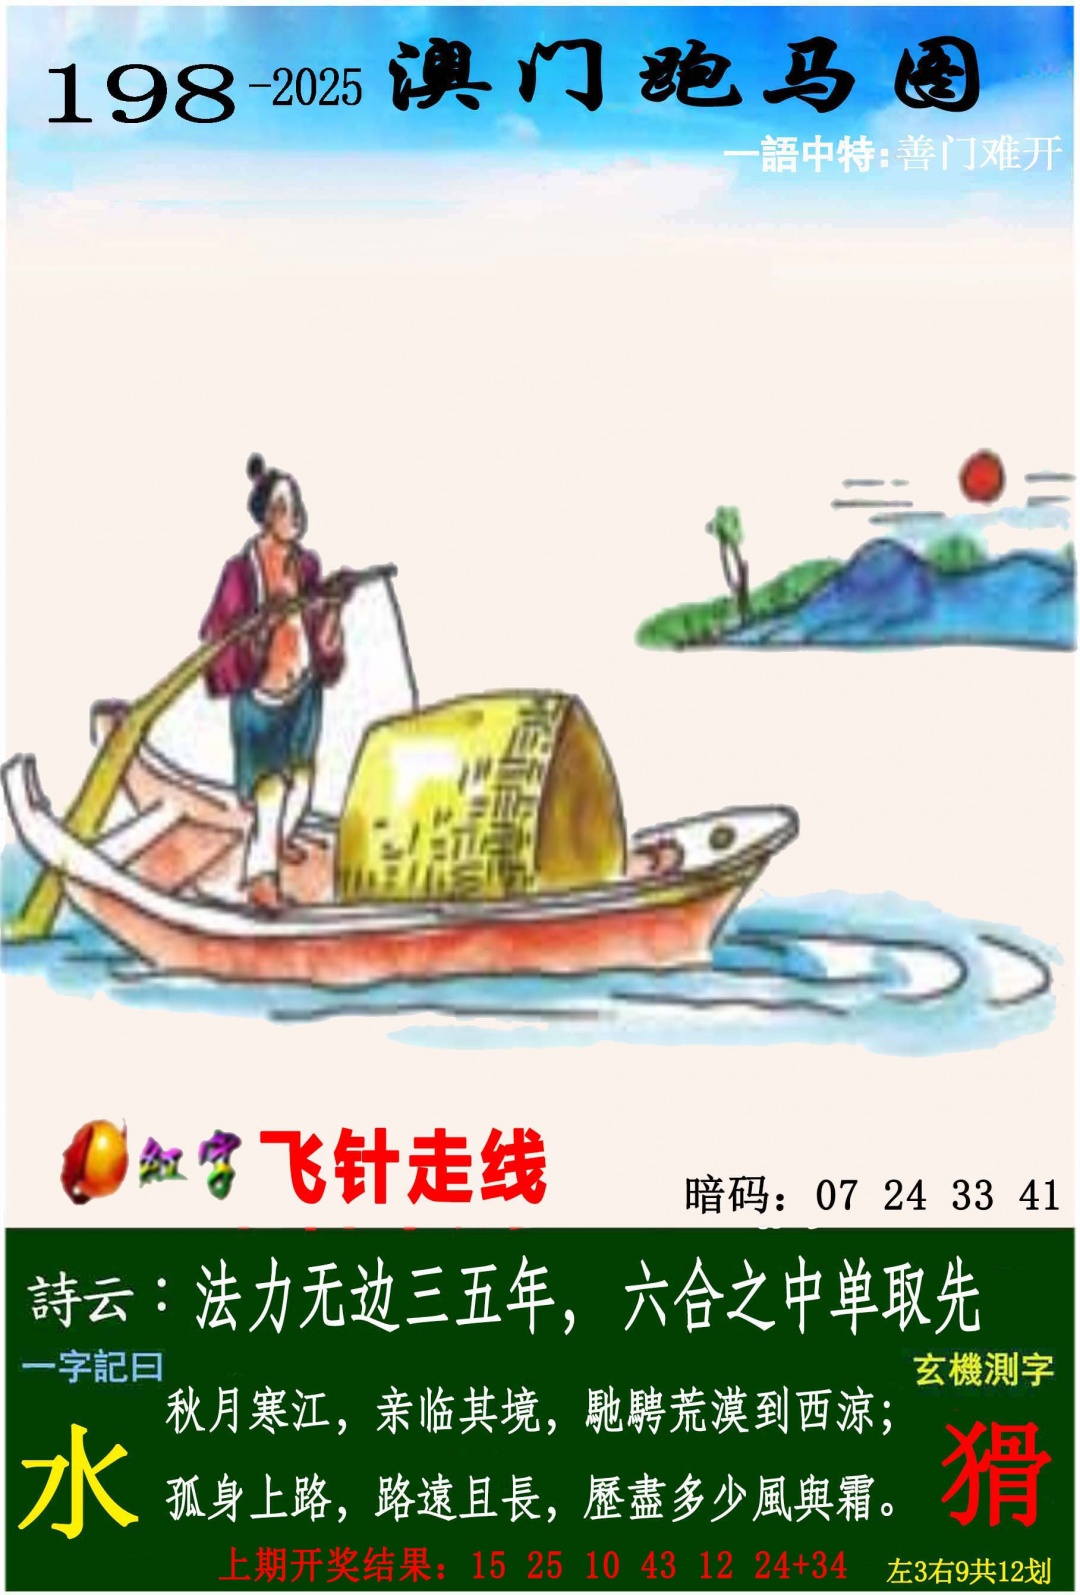 198-2025 澳门跑马图
一語中特:善门难开
红字 飞针走线
暗码：07 24 33 41
詩云：法力无边三五年，六合之中单取先
一字記曰
玄機測字
水
秋月寒江，亲临其境，馳騁荒漠到西涼；
孤身上路，路遠且長，歷盡多少風與霜。
猾
上期开奖结果：15 25 10 43 12 24+34
左3右9共12划